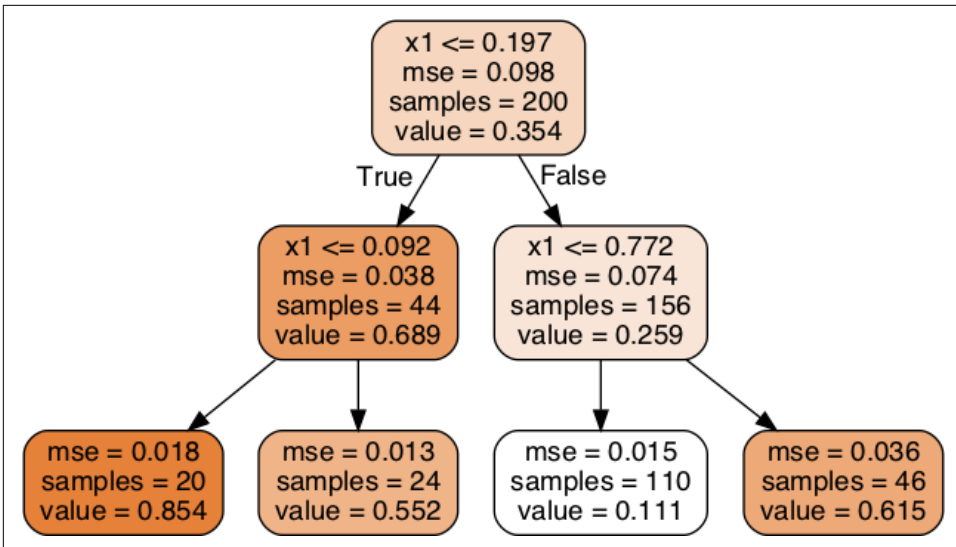 x1 <= 0.197
mse = 0.098
samples = 200
value = 0.354
True
False
x1 <= 0.092
mse = 0.038
samples = 44
value = 0.689
x1 <= 0.772
mse = 0.074
samples = 156
value = 0.259
mse = 0.018
samples = 20
value = 0.854
mse = 0.013
samples = 24
value = 0.552
mse = 0.015
samples = 110
value = 0.111
mse = 0.036
samples = 46
value = 0.615